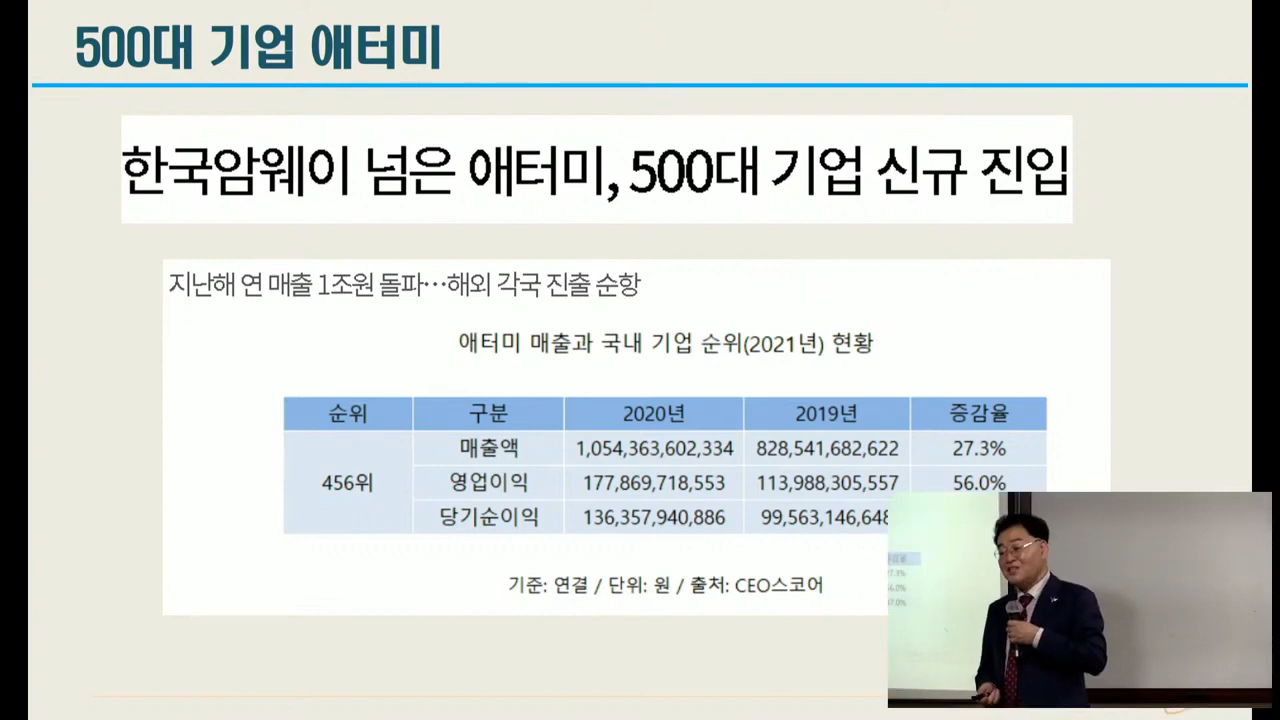 500대 기업 애터미
한국암웨이 넘은 애터미, 500대 기업 신규 진입
지난해 연 매출 1조원 돌파…해외 각국 진출 순항
애터미 매출과 국내 기업 순위(2021년) 현황
순위 구분 2020년 2019년 증감율
456위 매출액 1,054,363,602,334 828,541,682,622 27.3%
영업이익 177,869,718,553 113,988,305,557 56.0%
당기순이익 136,357,940,886 99,563,146,648
기준: 연결 / 단위: 원 / 출처: CEO스코어